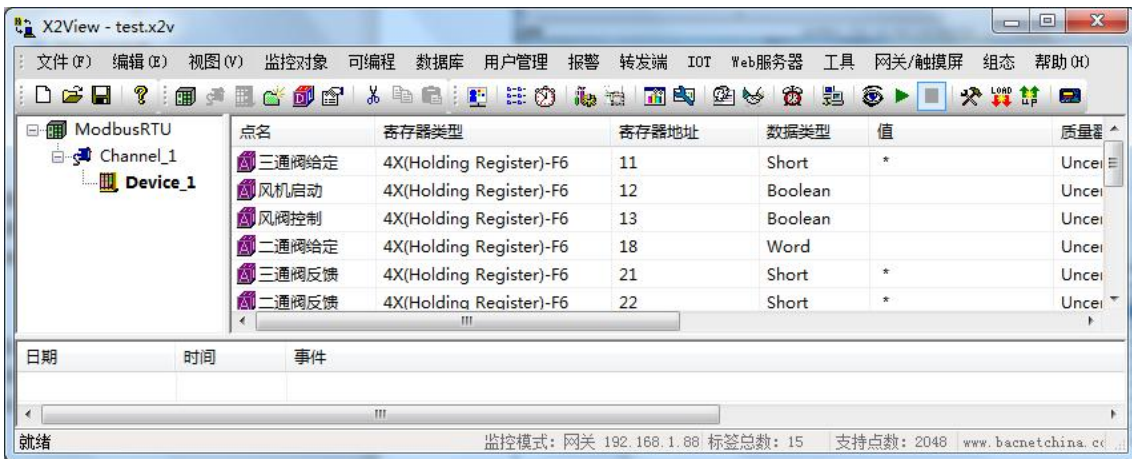 X2View - test.x2v
文件(F) 编辑(E) 视图(V) 监控对象 可编程 数据库 用户管理 报警 转发端 IOT Web服务器 工具 网关/触摸屏 组态 帮助(H)
LOAD UP
ModbusRTU
Channel_1
Device_1
点名 寄存器类型 寄存器地址 数据类型 值 质量
三通阀给定 4X(Holding Register)-F6 11 Short * Uncer
风机启动 4X(Holding Register)-F6 12 Boolean Uncer
风阀控制 4X(Holding Register)-F6 13 Boolean Uncer
二通阀给定 4X(Holding Register)-F6 18 Word Uncer
三通阀反馈 4X(Holding Register)-F6 21 Short * Uncer
二通阀反馈 4X(Holding Register)-F6 22 Short * Uncer
日期 时间 事件
就绪 监控模式: 网关 192.168.1.88 标签总数: 15 支持点数: 2048 www.bacnetchina.c